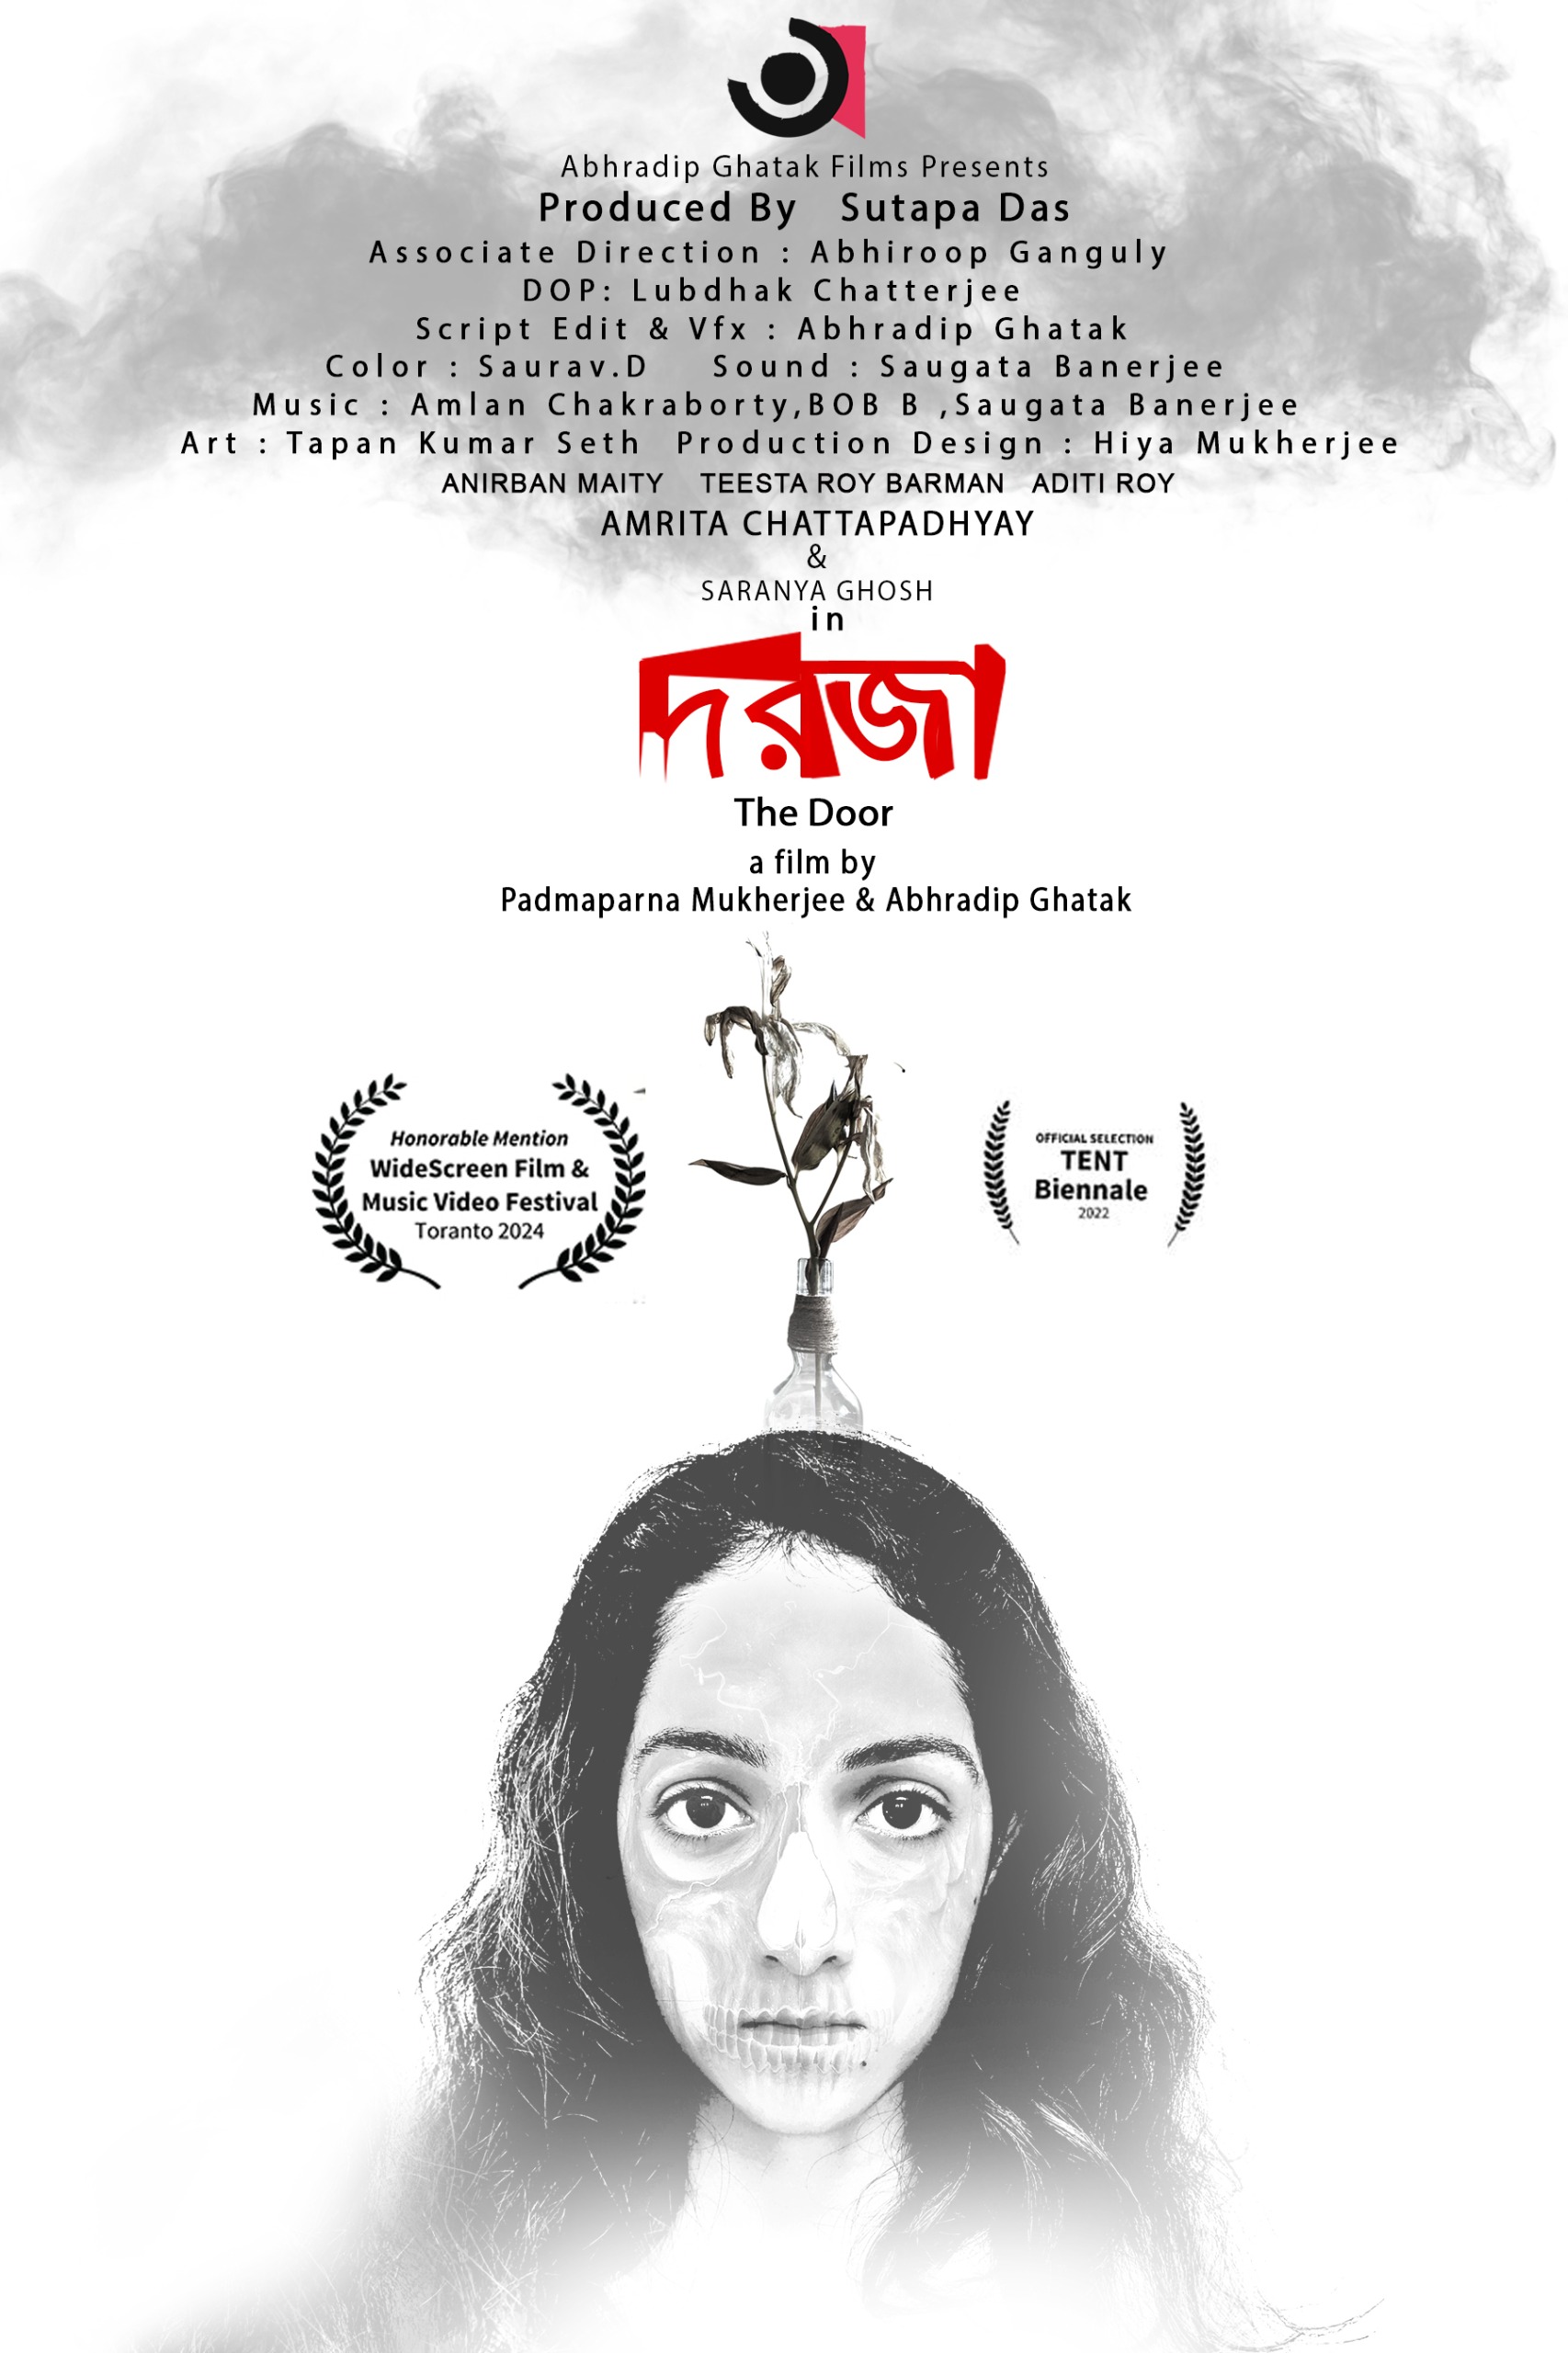 Abhradip Ghatak Films Presents
Produced By Sutapa Das
Associate Direction : Abhiroop Ganguly
DOP: Lubdhak Chatterjee
Script Edit & Vfx : Abhradip Ghatak
Color : Saurav.D Sound : Saugata Banerjee
Music : Amlan Chakraborty,BOB B ,Saugata Banerjee
Art : Tapan Kumar Seth Production Design : Hiya Mukherjee
ANIRBAN MAITY TEESTA ROY BARMAN ADITI ROY
AMRITA CHATTAPADHYAY
&
SARANYA GHOSH
in
দরজা
The Door
a film by
Padmaparna Mukherjee & Abhradip Ghatak
Honorable Mention
WideScreen Film &
Music Video Festival
Toranto 2024
OFFICIAL SELECTION
TENT
Biennale
2022